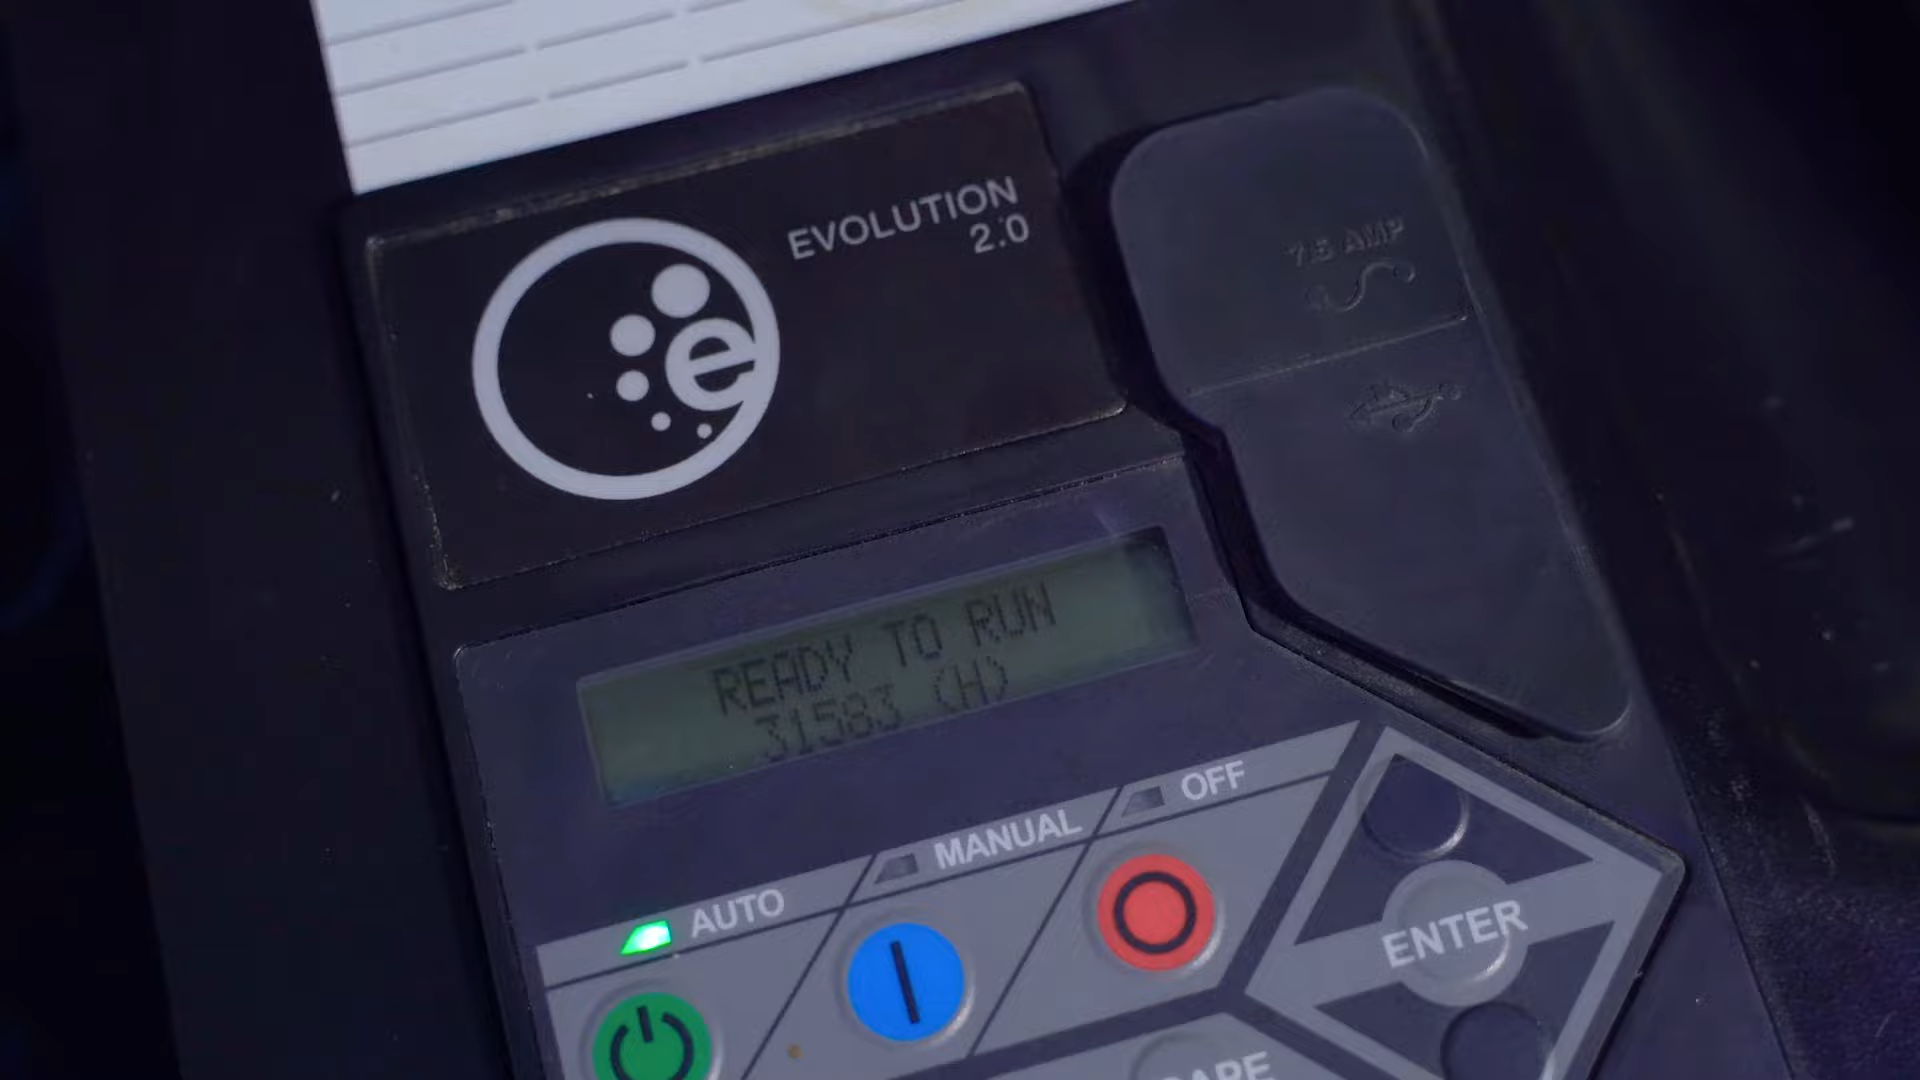 EVOLUTION
2.0
e
7.5 AMP
READY TO RUN
31583 (H)
AUTO
MANUAL
OFF
ENTER